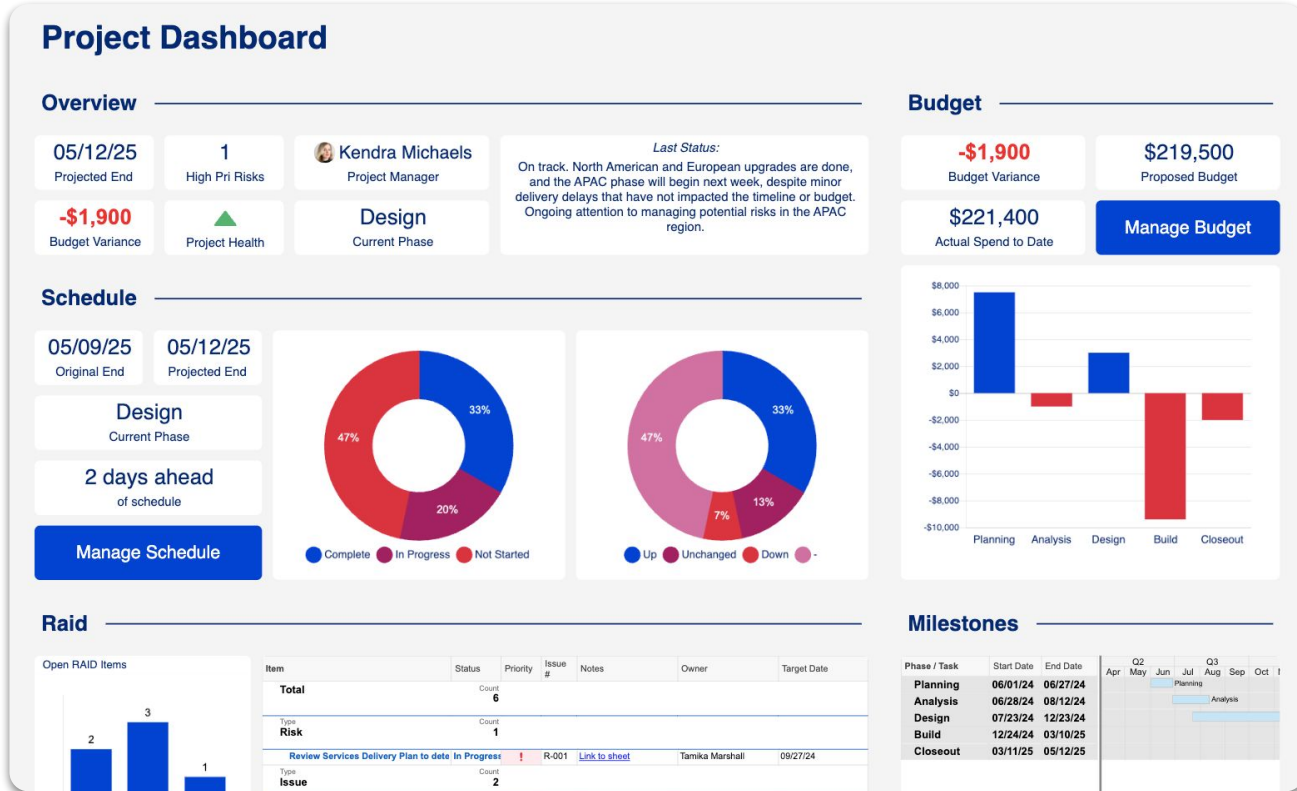 Project Dashboard
Overview
05/12/25
Projected End
1
High Pri Risks
Kendra Michaels
Project Manager
-$1,900
Budget Variance
Project Health
Design
Current Phase
Last Status:
On track. North American and European upgrades are done,
and the APAC phase will begin next week, despite minor
delivery delays that have not impacted the timeline or budget.
Ongoing attention to managing potential risks in the APAC
region.
Budget
-$1,900
Budget Variance
$219,500
Proposed Budget
$221,400
Actual Spend to Date
Manage Budget
$8,000
$6,000
$4,000
$2,000
$0
-$2,000
-$4,000
-$6,000
-$8,000
-$10,000
Planning Analysis Design Build Closeout
Schedule
05/09/25
Original End
05/12/25
Projected End
Design
Current Phase
2 days ahead
of schedule
Manage Schedule
33%
47%
20%
Complete In Progress Not Started
33%
47%
13%
7%
Up Unchanged Down -
Raid
Open RAID Items
2
3
1
Item Status Priority Issue # Notes Owner Target Date
Total Count
6
Type Count
Risk 1
Review Services Delivery Plan to dete In Progress ! R-001 Link to sheet Tamika Marshall 09/27/24
Type Count
Issue 2
Milestones
Phase / Task Start Date End Date
Q2 Q3
Apr May Jun Jul Aug Sep Oct
Planning 06/01/24 06/27/24 Planning
Analysis 06/28/24 08/12/24 Analysis
Design 07/23/24 12/23/24
Build 12/24/24 03/10/25
Closeout 03/11/25 05/12/25